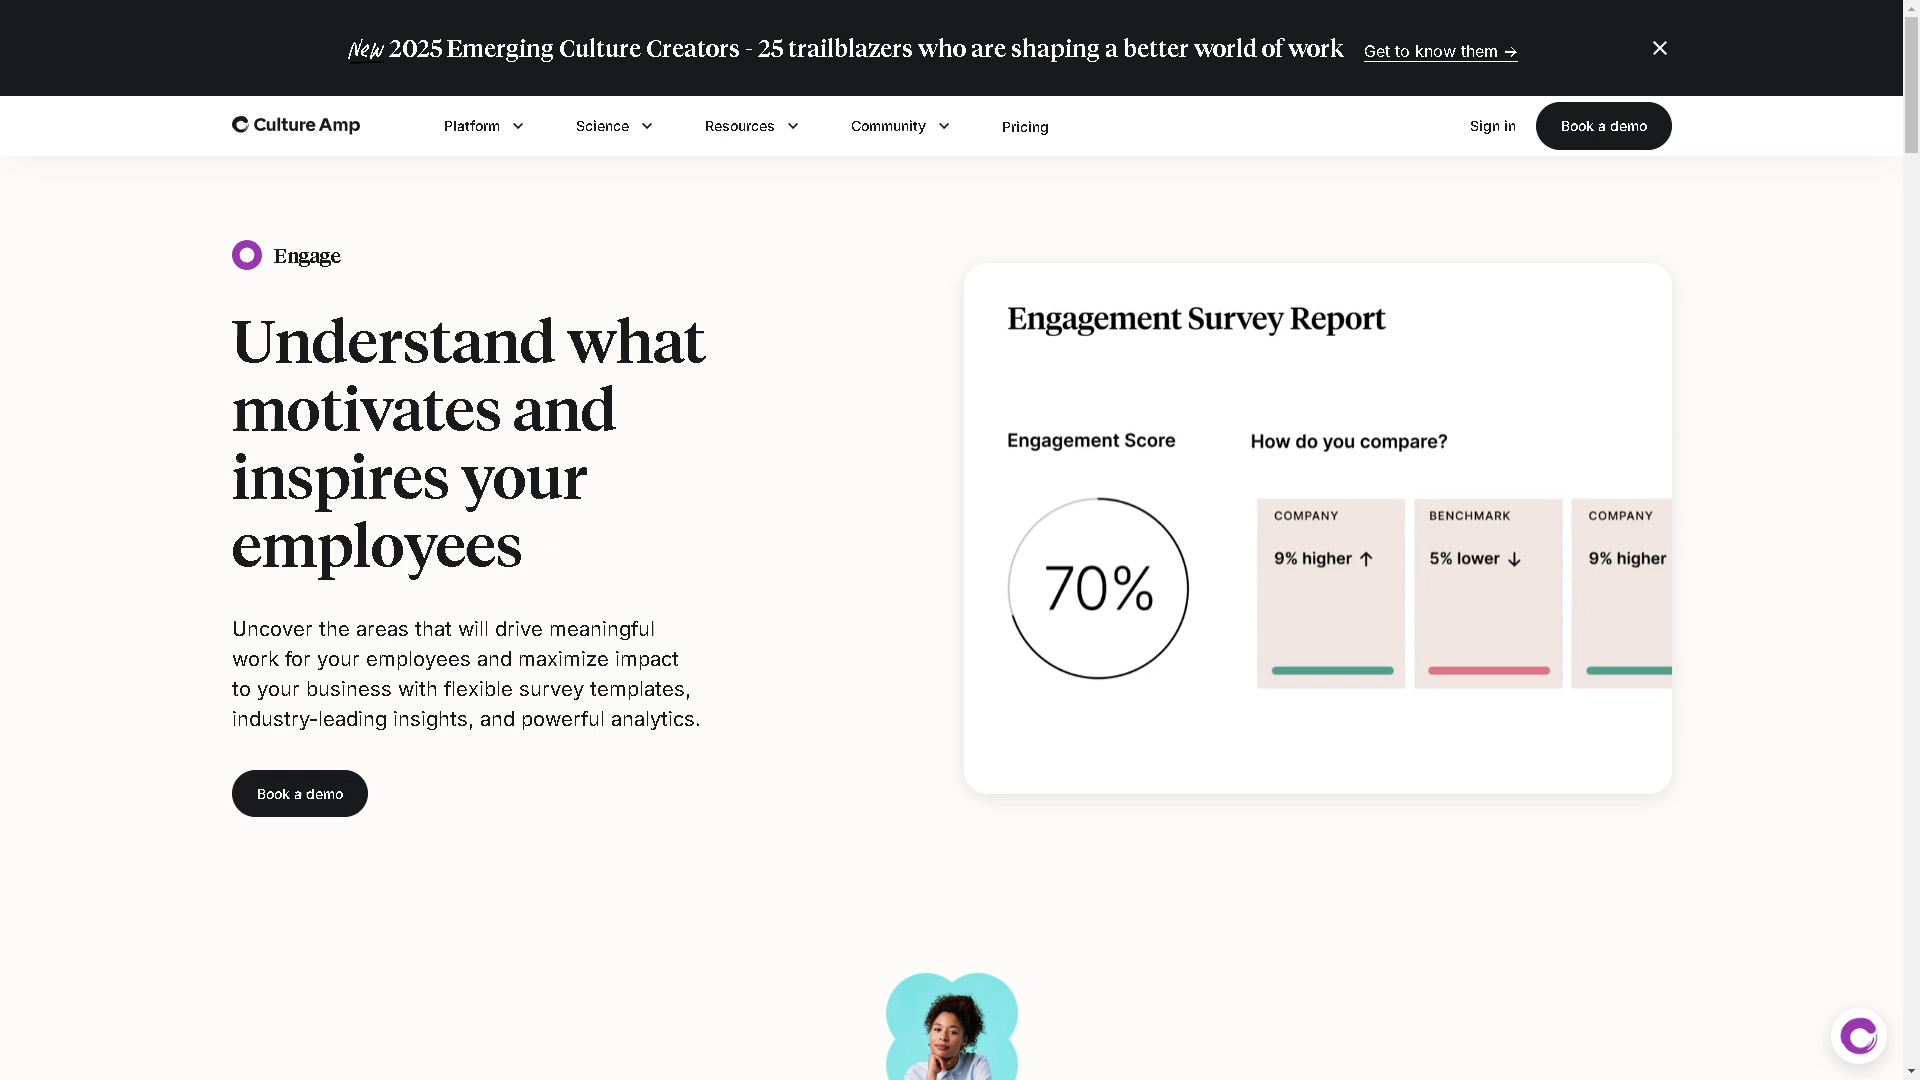 New 2025 Emerging Culture Creators - 25 trailblazers who are shaping a better world of work Get to know them →
Culture Amp Platform Science Resources Community Pricing Sign in Book a demo
Engage
Understand what
motivates and
inspires your
employees
Uncover the areas that will drive meaningful
work for your employees and maximize impact
to your business with flexible survey templates,
industry-leading insights, and powerful analytics.
Book a demo
Engagement Survey Report
Engagement Score How do you compare?
70%
COMPANY BENCHMARK COMPANY
9% higher ↑ 5% lower ↓ 9% higher